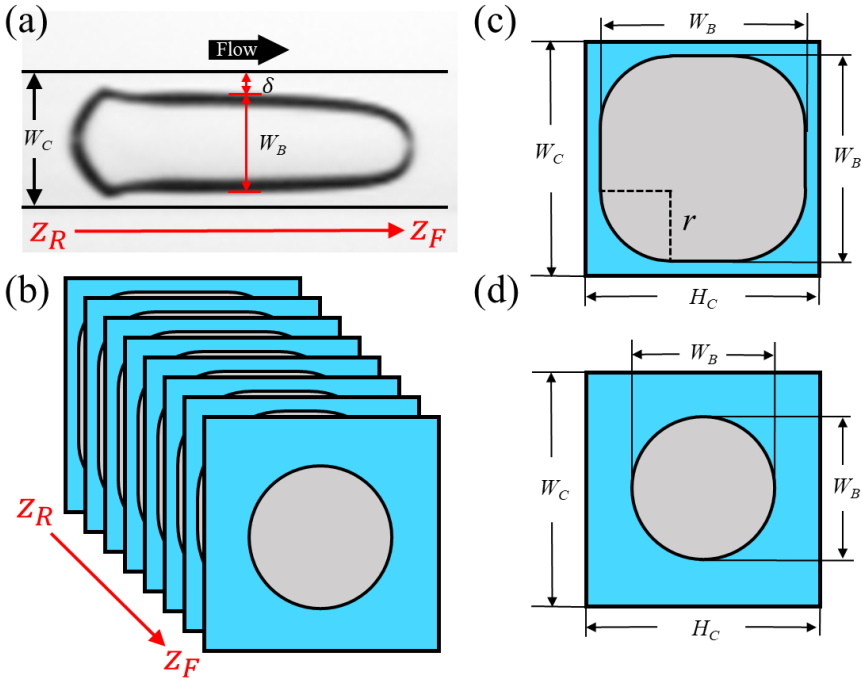 (a)
Flow
δ
W_C
W_B
z_R
z_F
(b)
z_R
z_F
(c)
W_B
W_C
W_B
r
H_C
(d)
W_B
W_C
W_B
H_C